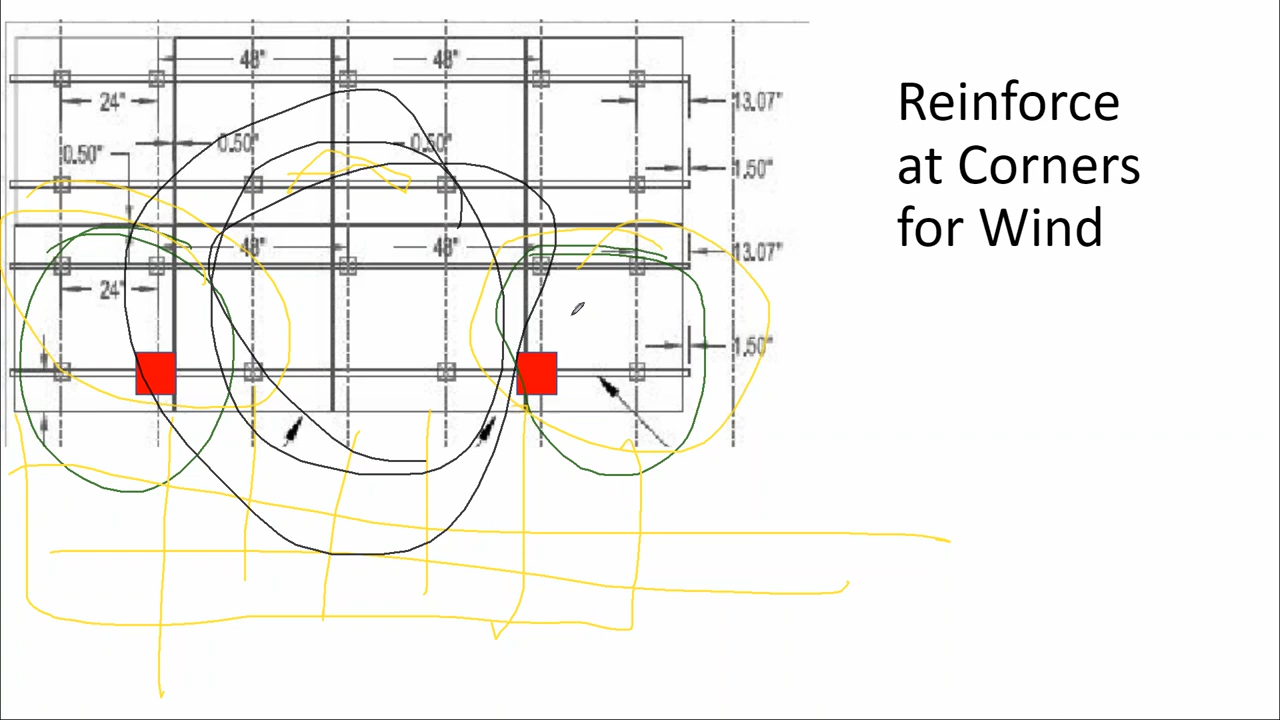 48" 48"
24" 13.07"
0.50" 0.50"
0.50"
1.50"
48" 48" 13.07"
24"
1.50"
Reinforce
at Corners
for Wind